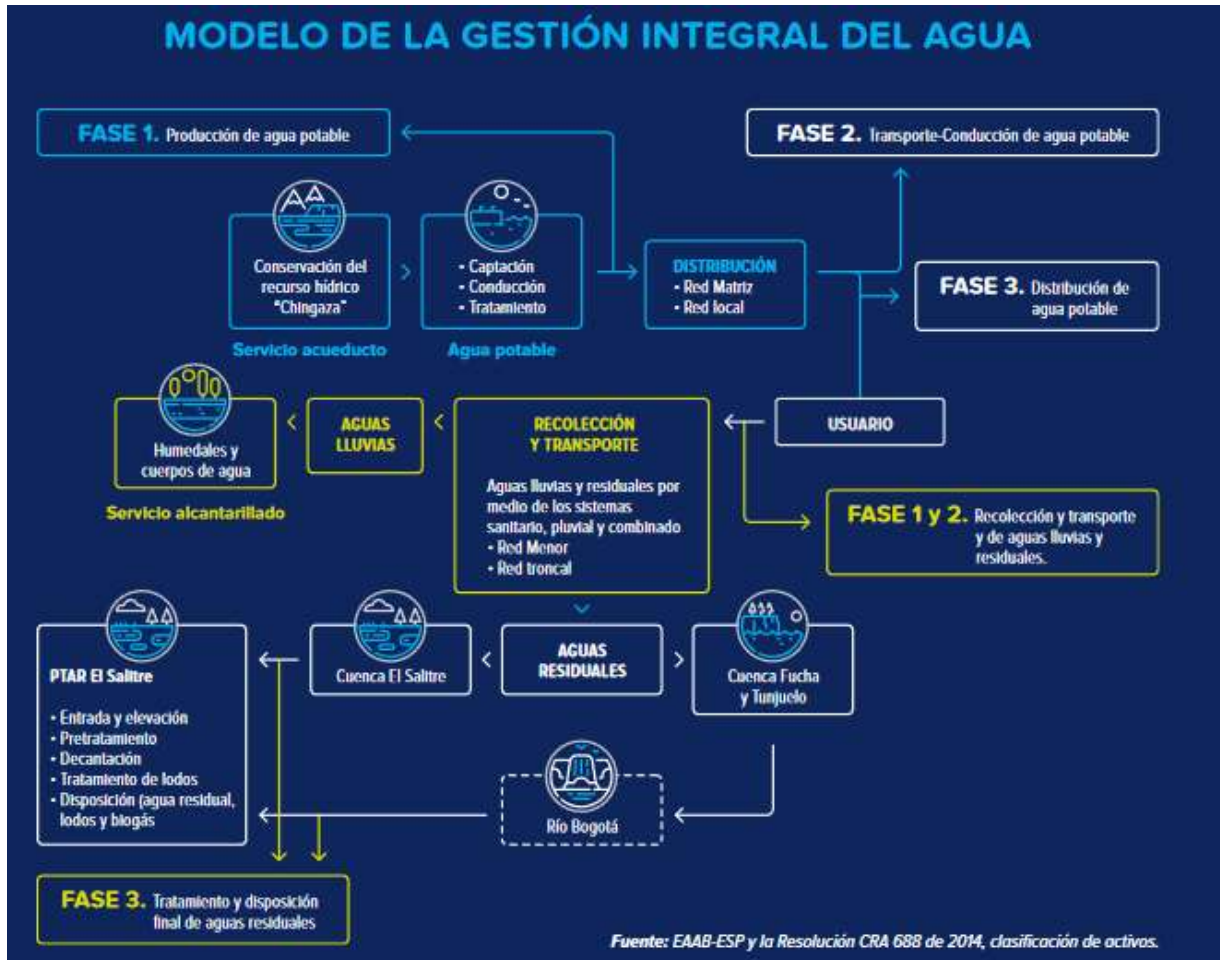 MODELO DE LA GESTIÓN INTEGRAL DEL AGUA
FASE 1. Producción de agua potable
FASE 2. Transporte-Conducción de agua potable
Conservación del
recurso hídrico
"Chingaza"
Servicio acueducto
• Captación
• Conducción
• Tratamiento
Agua potable
DISTRIBUCIÓN
• Red Matriz
• Red local
FASE 3. Distribución de
agua potable
Humedales y
cuerpos de agua
Servicio alcantarillado
AGUAS
LLUVIAS
RECOLECCIÓN
Y TRANSPORTE
Aguas lluvias y residuales por
medio de los sistemas
sanitario, pluvial y combinado
• Red Menor
• Red troncal
USUARIO
FASE 1 y 2. Recolección y transporte
y de aguas lluvias y
residuales.
PTAR El Salitre
• Entrada y elevación
• Pretratamiento
• Decantación
• Tratamiento de lodos
• Disposición (agua residual,
lodos y biogás
Cuenca El Salitre
AGUAS
RESIDUALES
Cuenca Fucha
y Tunjuelo
Río Bogotá
FASE 3. Tratamiento y disposición
final de aguas residuales
Fuente: EAAB-ESP y la Resolución CRA 688 de 2014, clasificación de activos.